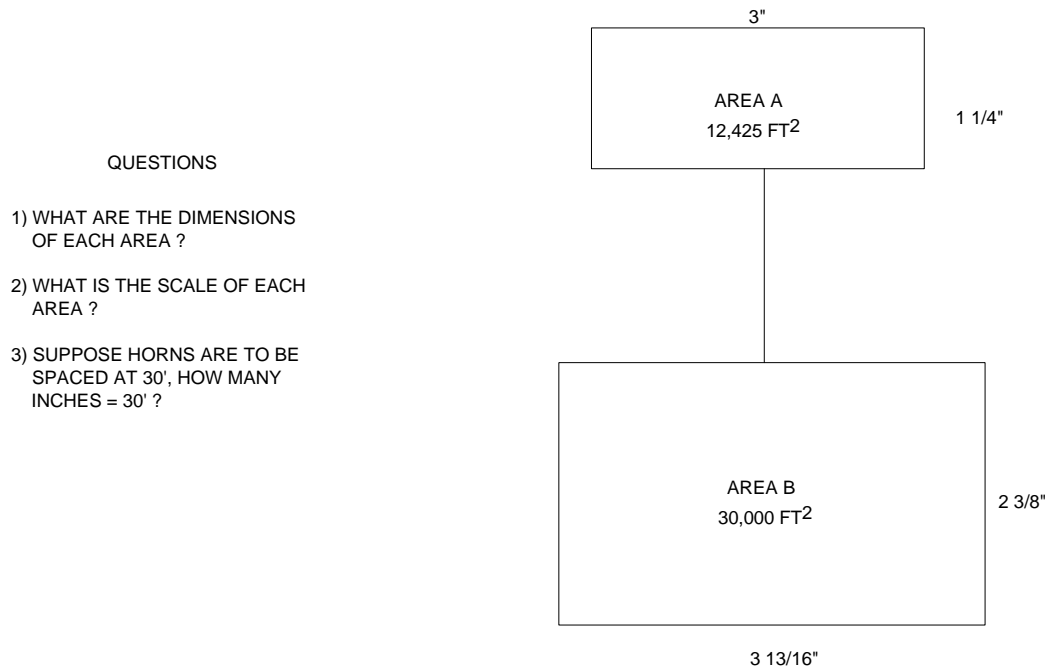 QUESTIONS
1) WHAT ARE THE DIMENSIONS
OF EACH AREA ?
2) WHAT IS THE SCALE OF EACH
AREA ?
3) SUPPOSE HORNS ARE TO BE
SPACED AT 30', HOW MANY
INCHES = 30' ?
3"
AREA A
12,425 FT²
1 1/4"
AREA B
30,000 FT²
2 3/8"
3 13/16"